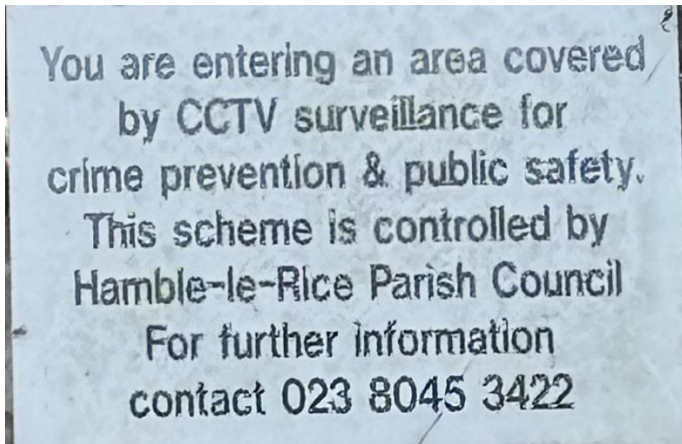 You are entering an area covered
by CCTV surveillance for
crime prevention & public safety.
This scheme is controlled by
Hamble-le-Rice Parish Council
For further information
contact 023 8045 3422